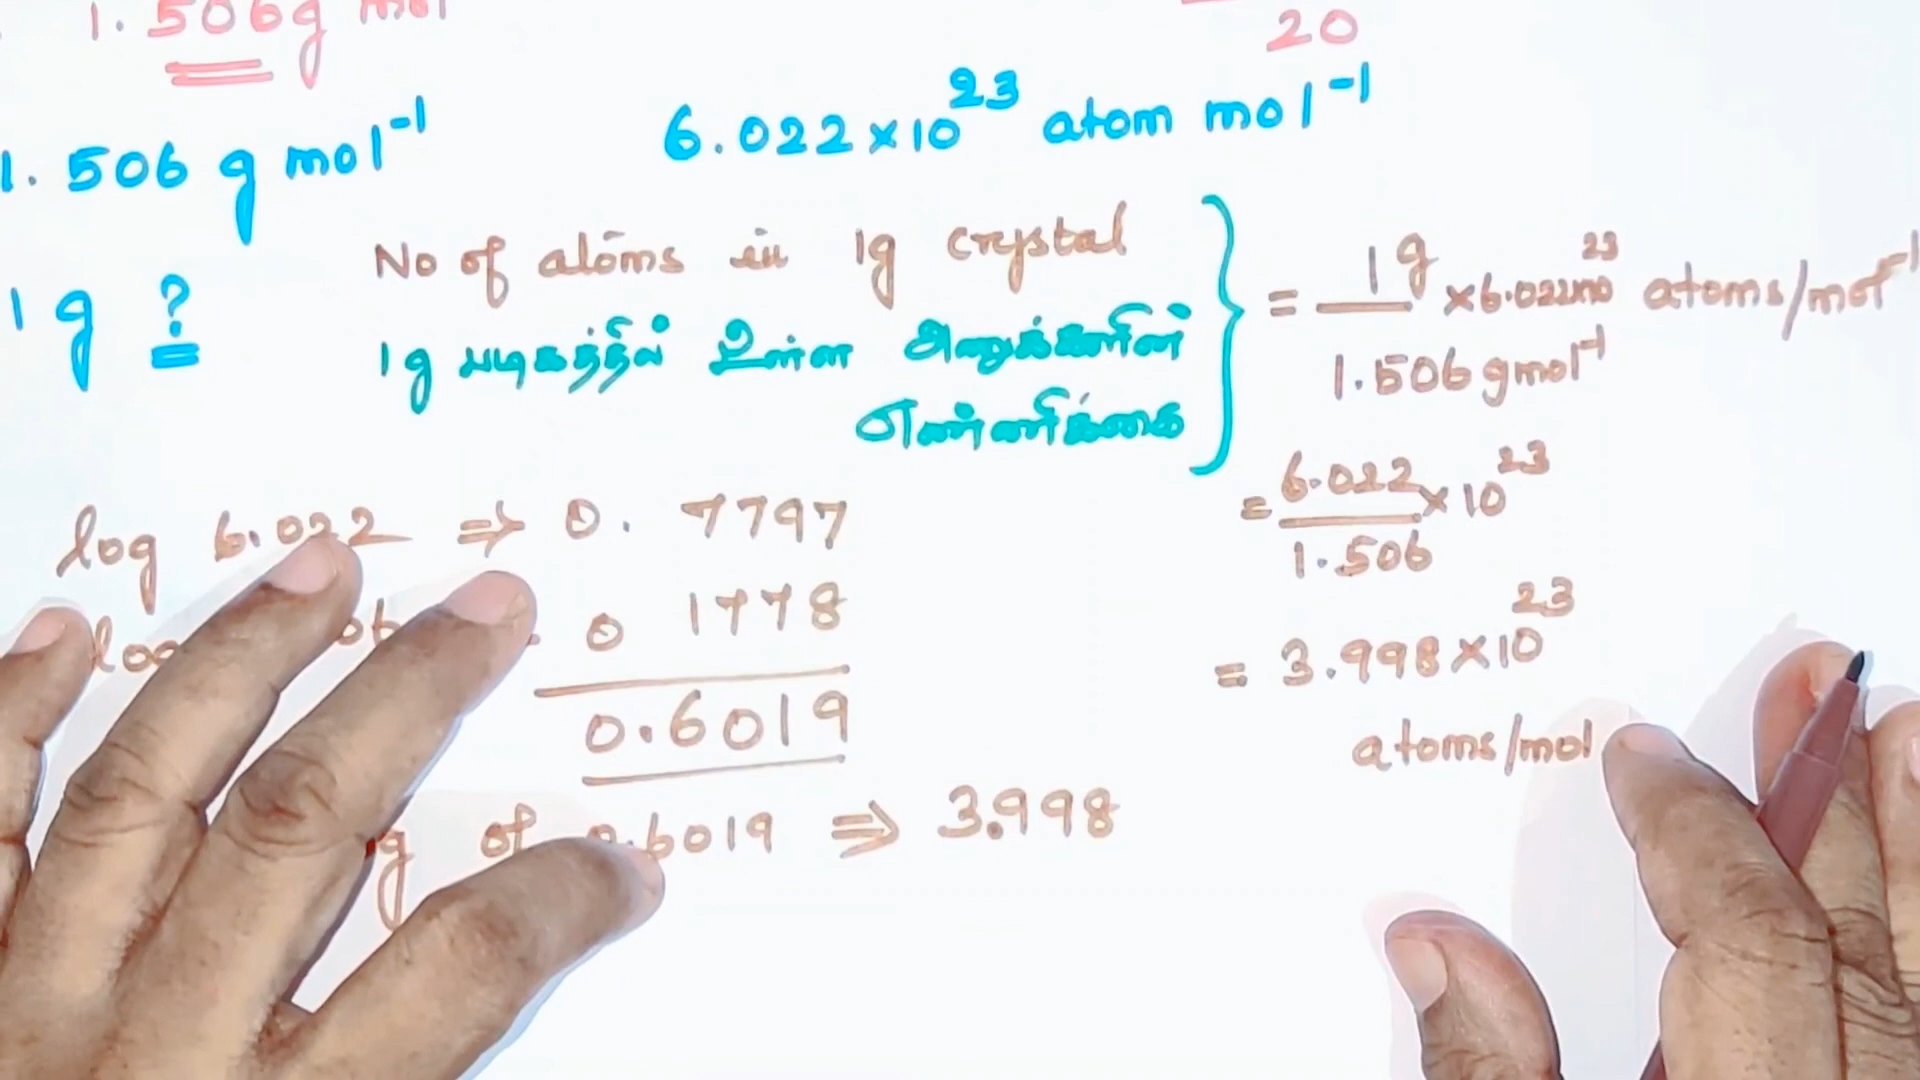 1.506g mol
20
1.506 g mol⁻¹
6.022×10²³ atom mol⁻¹
1g ?
No of atoms in 1g crystal
1g படிகத்தில் உள்ள அணுக்களின்
எண்ணிக்கை
= 1g
×6.022×10²³ atoms/mol⁻¹
1.506 gmol⁻¹
= 6.022
× 10²³
1.506
= 3.998×10²³
atoms/mol
log 6.022 ⇒ 0.7797
0 1778
0.6019
of 0.6019 ⇒ 3.998